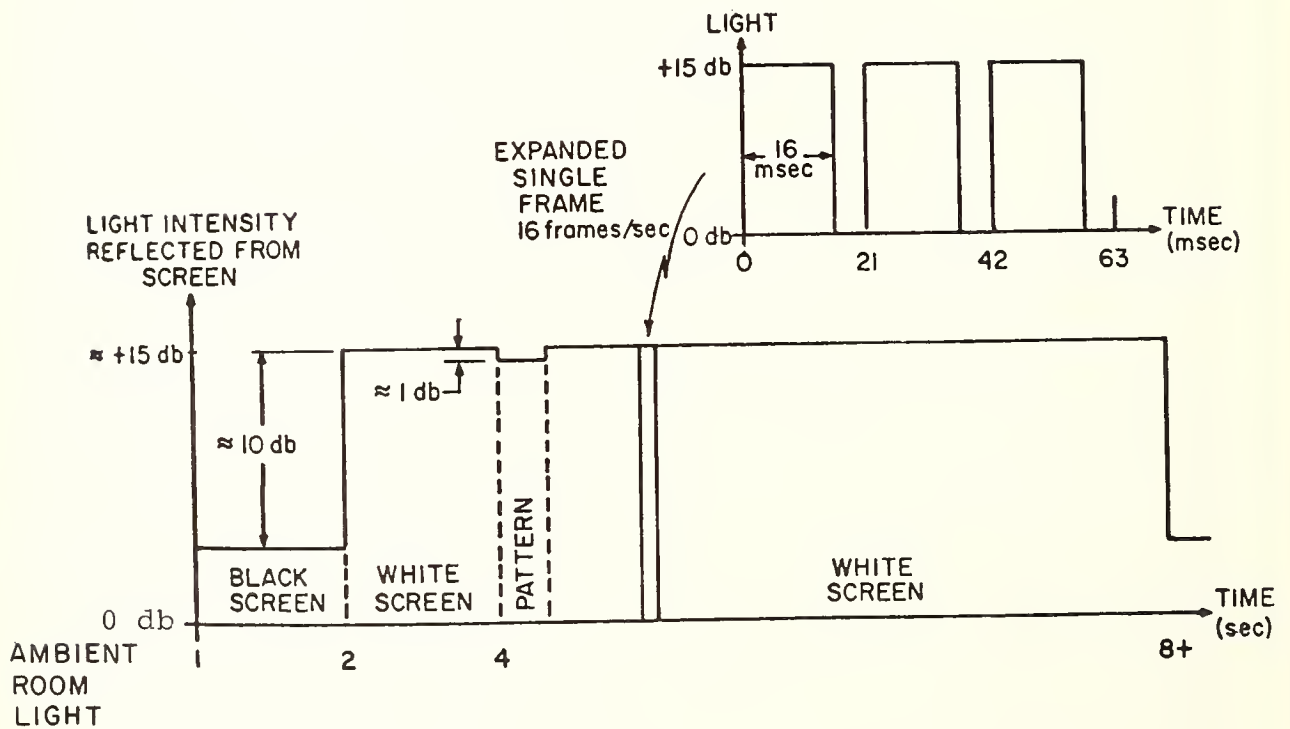 LIGHT
+15 db
16
msec
EXPANDED
SINGLE
FRAME
16 frames/sec
0 db
TIME
(msec)
0 21 42 63
LIGHT INTENSITY
REFLECTED FROM
SCREEN
≈ +15 db
≈ 1 db
≈ 10 db
BLACK
SCREEN
WHITE
SCREEN
PATTERN
WHITE
SCREEN
TIME
(sec)
0 db
1 2 4 8+
AMBIENT
ROOM
LIGHT